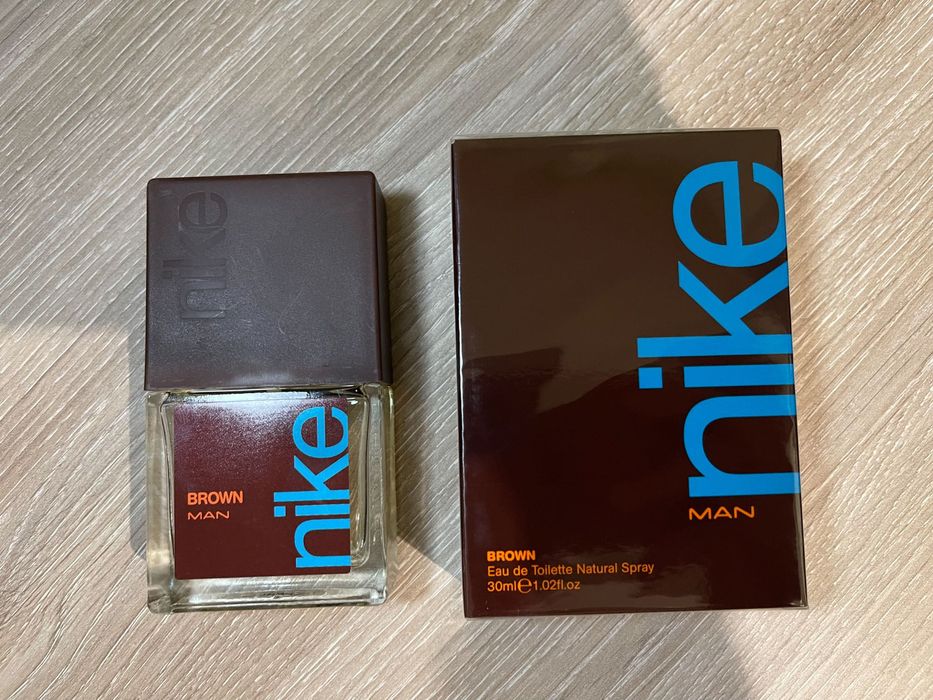 nike
BROWN
MAN
nike
nike
MAN
BROWN
Eau de Toilette Natural Spray
30ml℮1.02fl.oz